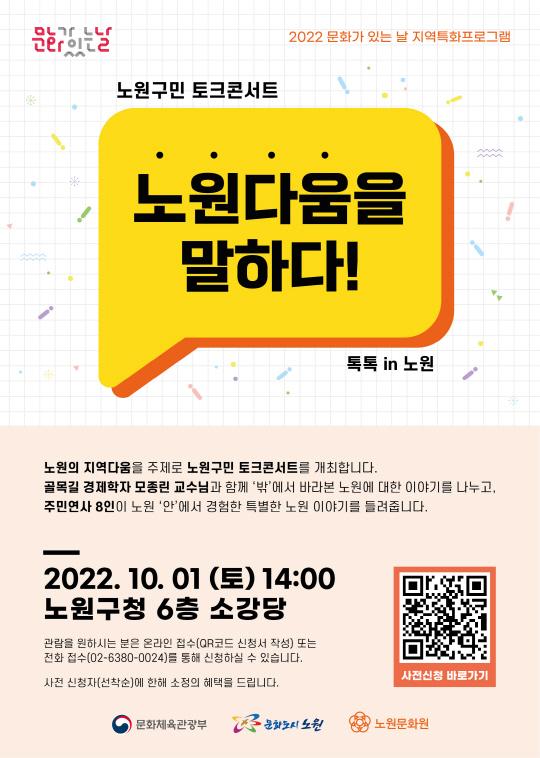 문화가 있는 날
2022 문화가 있는 날 지역특화프로그램
노원구민 토크콘서트
노원다움을
말하다!
톡톡 in 노원
노원의 지역다움을 주제로 노원구민 토크콘서트를 개최합니다.
골목길 경제학자 모종린 교수님과 함께 ‘밖’에서 바라본 노원에 대한 이야기를 나누고,
주민연사 8인이 노원 ‘안’에서 경험한 특별한 노원 이야기를 들려줍니다.
2022. 10. 01 (토) 14:00
노원구청 6층 소강당
관람을 원하시는 분은 온라인 접수(QR코드 신청서 작성) 또는
전화 접수(02-6380-0024)를 통해 신청하실 수 있습니다.
사전 신청자(선착순)에 한해 소정의 혜택을 드립니다.
사전신청 바로가기
문화체육관광부
문화도시 노원
노원문화원